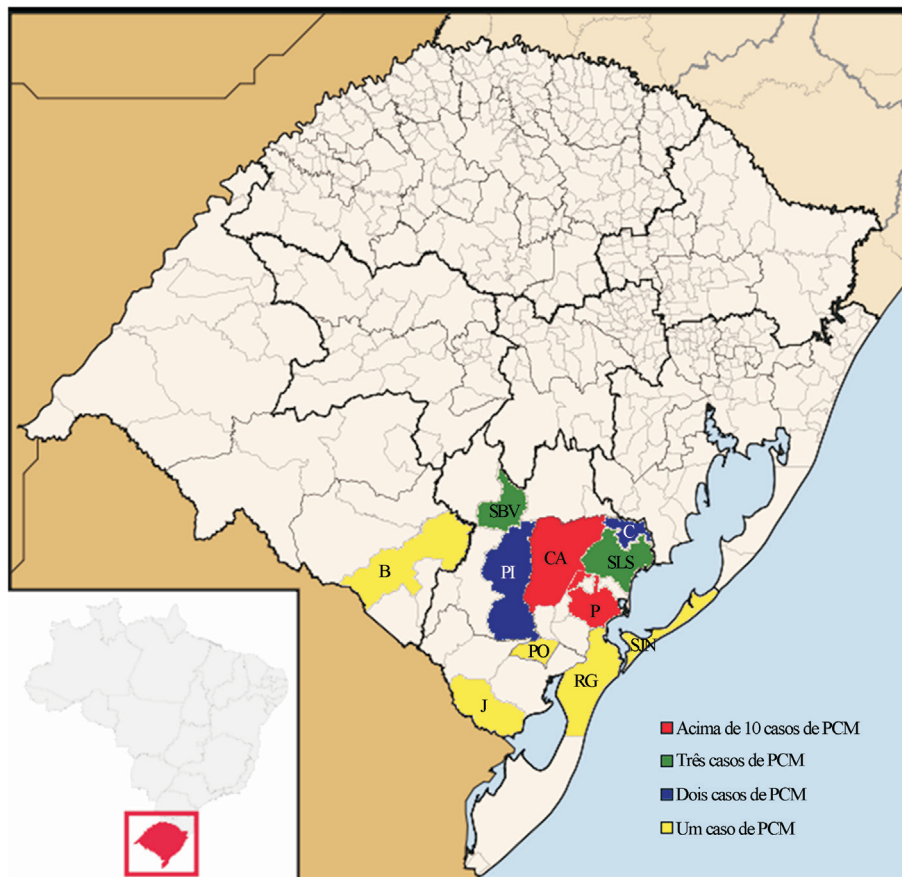 SBV
C
CA
B
PI
SLS
P
SJN
PO
RG
J
Acima de 10 casos de PCM
Três casos de PCM
Dois casos de PCM
Um caso de PCM